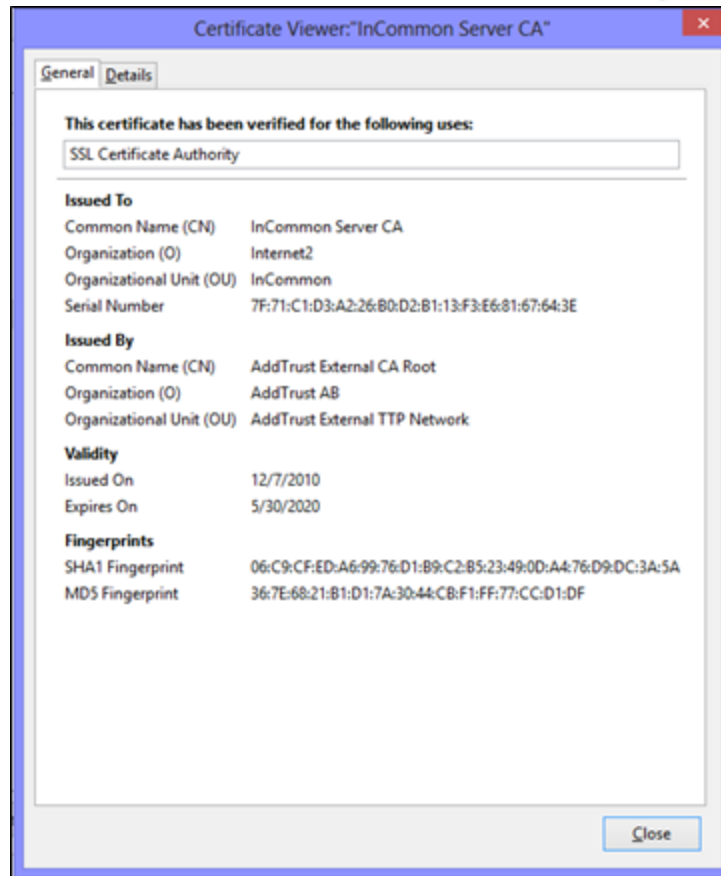 Certificate Viewer:"InCommon Server CA"
General Details
This certificate has been verified for the following uses:
SSL Certificate Authority
Issued To
Common Name (CN) InCommon Server CA
Organization (O) Internet2
Organizational Unit (OU) InCommon
Serial Number 7F:71:C1:D3:A2:26:B0:D2:B1:13:F3:E6:81:67:64:3E
Issued By
Common Name (CN) AddTrust External CA Root
Organization (O) AddTrust AB
Organizational Unit (OU) AddTrust External TTP Network
Validity
Issued On 12/7/2010
Expires On 5/30/2020
Fingerprints
SHA1 Fingerprint 06:C9:CF:ED:A6:99:76:D1:B9:C2:B5:23:49:0D:A4:76:D9:DC:3A:5A
MD5 Fingerprint 36:7E:68:21:B1:D1:7A:30:44:CB:F1:FF:77:CC:D1:DF
Close